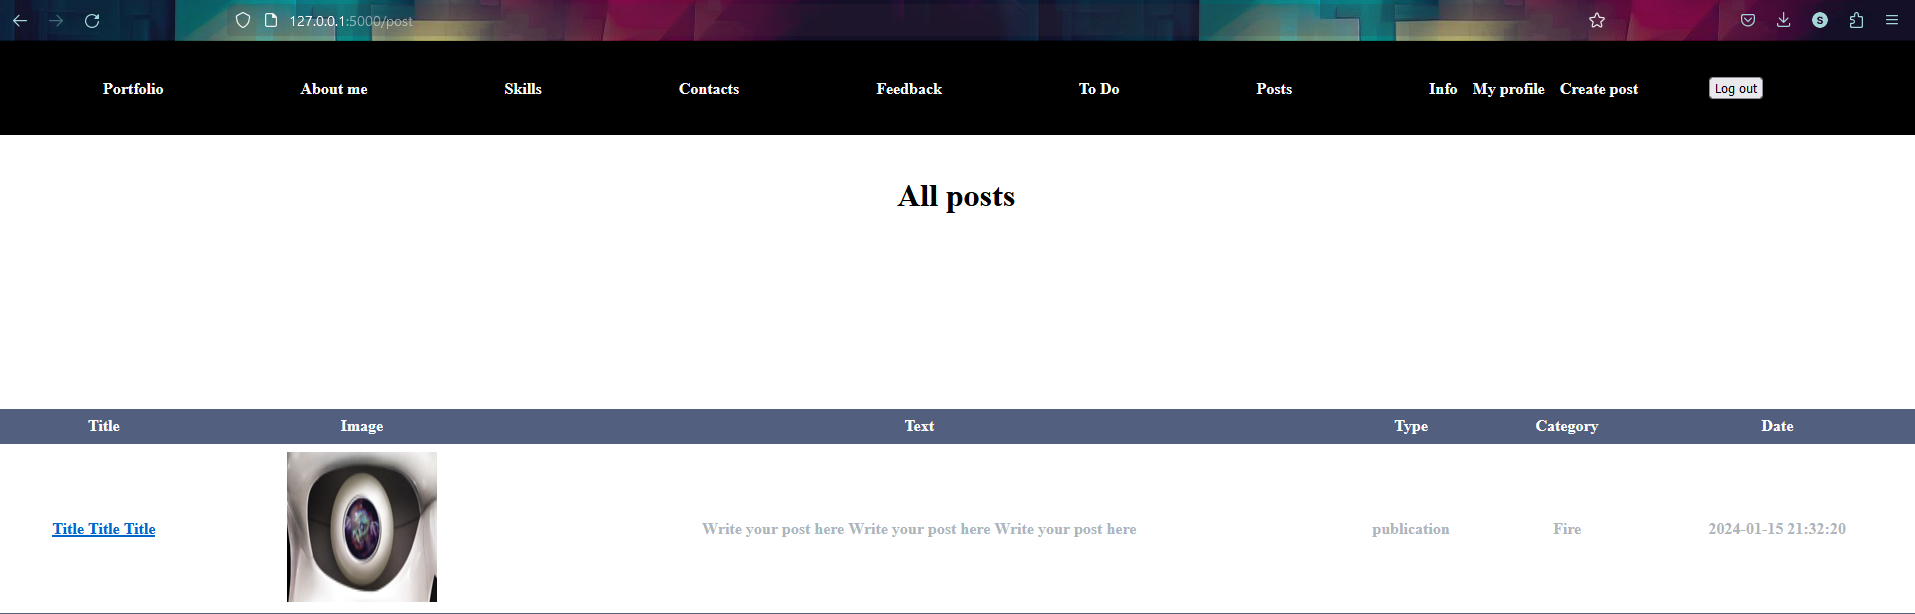 127.0.0.1:5000/post
S
Portfolio About me Skills Contacts Feedback To Do Posts Info My profile Create post Log out
All posts
Title Image Text Type Category Date
Title Title Title Write your post here Write your post here Write your post here publication Fire 2024-01-15 21:32:20